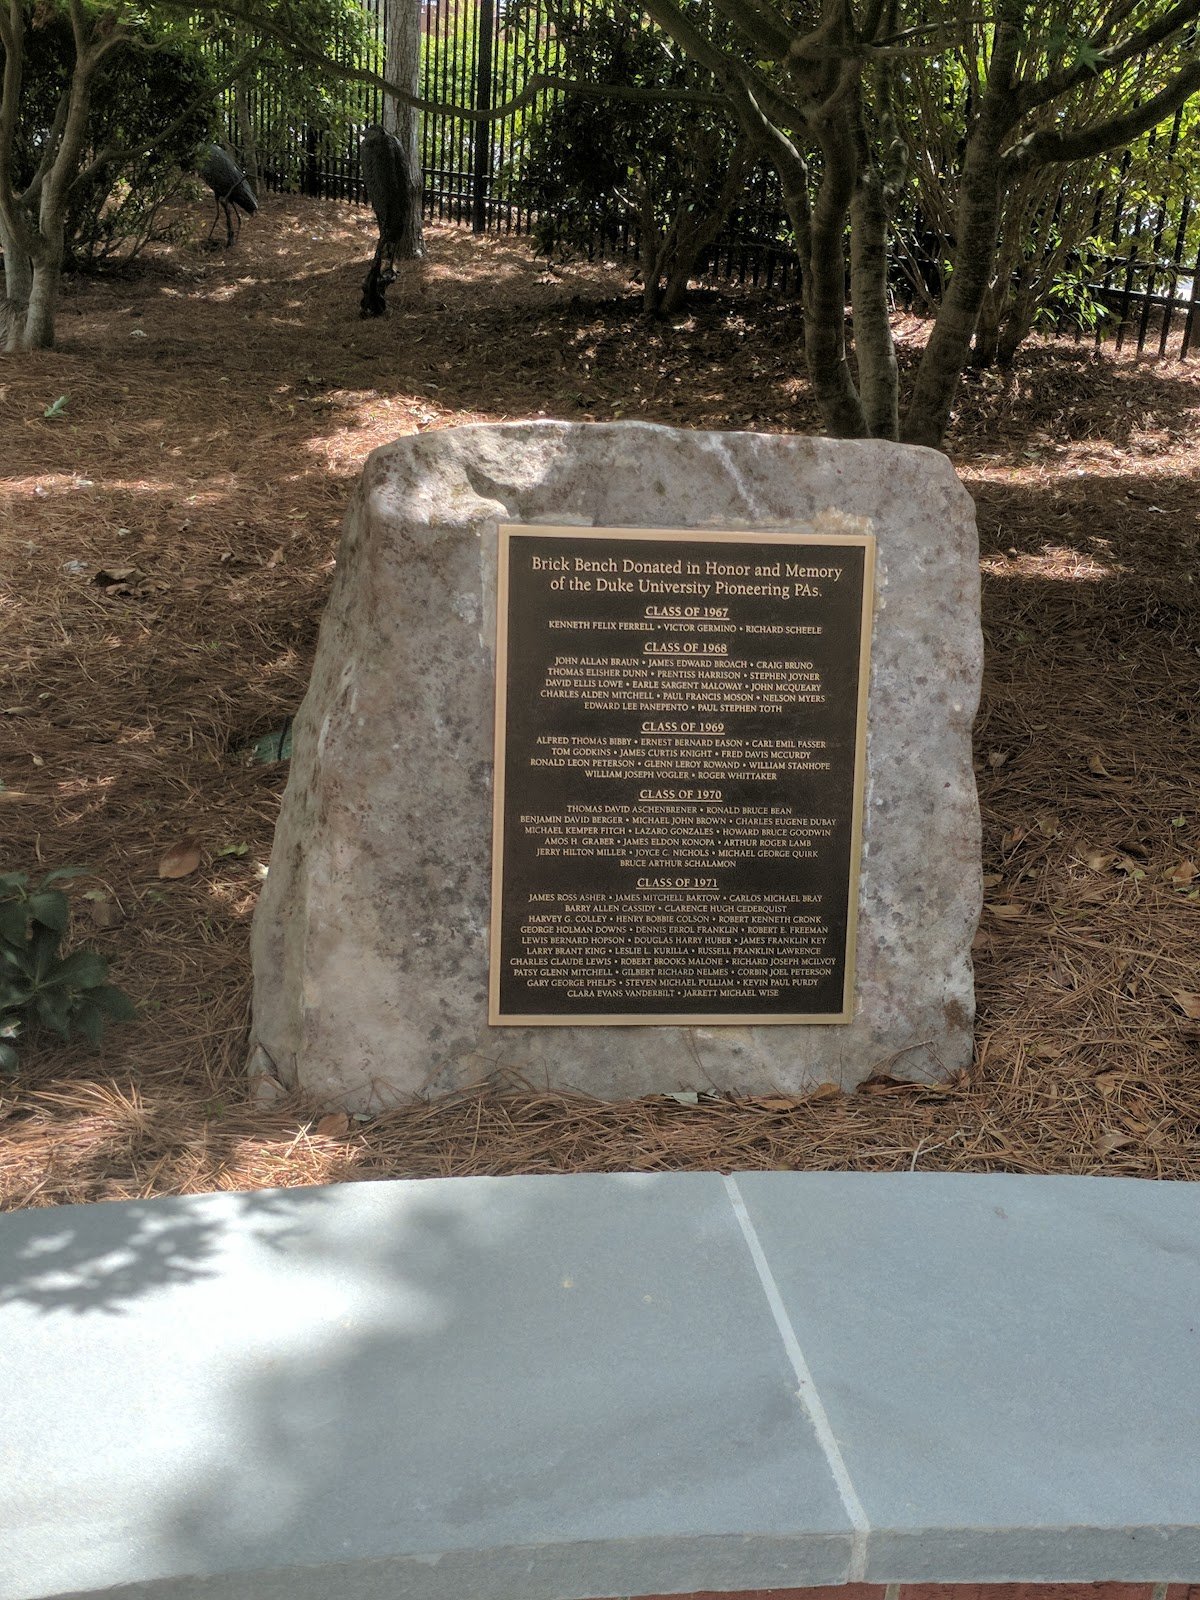 Brick Bench Donated in Honor and Memory
of the Duke University Pioneering PAs.
CLASS OF 1967
KENNETH FELIX FERRELL • VICTOR GERMINO • RICHARD SCHEELE
CLASS OF 1968
JOHN ALLAN BRAUN • JAMES EDWARD BROACH • CRAIG BRUNO
THOMAS ELISHER DUNN • PRENTISS HARRISON • STEPHEN JOYNER
DAVID ELLIS LOWE • EARLE SARGENT MALOWAY • JOHN MCQUEARY
CHARLES ALDEN MITCHELL • PAUL FRANCIS MOSON • NELSON MYERS
EDWARD LEE PANEPENTO • PAUL STEPHEN TOTH
CLASS OF 1969
ALFRED THOMAS BIBBY • ERNEST BERNARD EASON • CARL EMIL FASSER
TOM GODKINS • JAMES CURTIS KNIGHT • FRED DAVIS MCCURDY
RONALD LEON PETERSON • GLENN LEROY ROWAND • WILLIAM STANHOPE
WILLIAM JOSEPH VOGLER • ROGER WHITTAKER
CLASS OF 1970
THOMAS DAVID ASCHENBRENER • RONALD BRUCE BEAN
BENJAMIN DAVID BERGER • MICHAEL JOHN BROWN • CHARLES EUGENE DUBAY
MICHAEL KEMPER FITCH • LAZARO GONZALES • HOWARD BRUCE GOODWIN
AMOS H. GRABER • JAMES ELDON KONOPA • ARTHUR ROGER LAMB
JERRY HILTON MILLER • JOYCE C. NICHOLS • MICHAEL GEORGE QUIRK
BRUCE ARTHUR SCHALAMON
CLASS OF 1971
JAMES ROSS ASHER • JAMES MITCHELL BARTOW • CARLOS MICHAEL BRAY
BARRY ALLEN CASSIDY • CLARENCE HUGH CEDERQUIST
HARVEY G. COLLEY • HENRY BOBBIE COLSON • ROBERT KENNETH CRONK
GEORGE HOLMAN DOWNS • DENNIS ERROL FRANKLIN • ROBERT E. FREEMAN
LEWIS BERNARD HOPSON • DOUGLAS HARRY HUBER • JAMES FRANKLIN KEY
LARRY BRANT KING • LESLIE L. KURILLA • RUSSELL FRANKLIN LAWRENCE
CHARLES CLAUDE LEWIS • ROBERT BROOKS MALONE • RICHARD JOSEPH MCILVOY
PATSY GLENN MITCHELL • GILBERT RICHARD NELMES • CORBIN JOEL PETERSON
GARY GEORGE PHELPS • STEVEN MICHAEL PULLIAM • KEVIN PAUL PURDY
CLARA EVANS VANDERBILT • JARRETT MICHAEL WISE